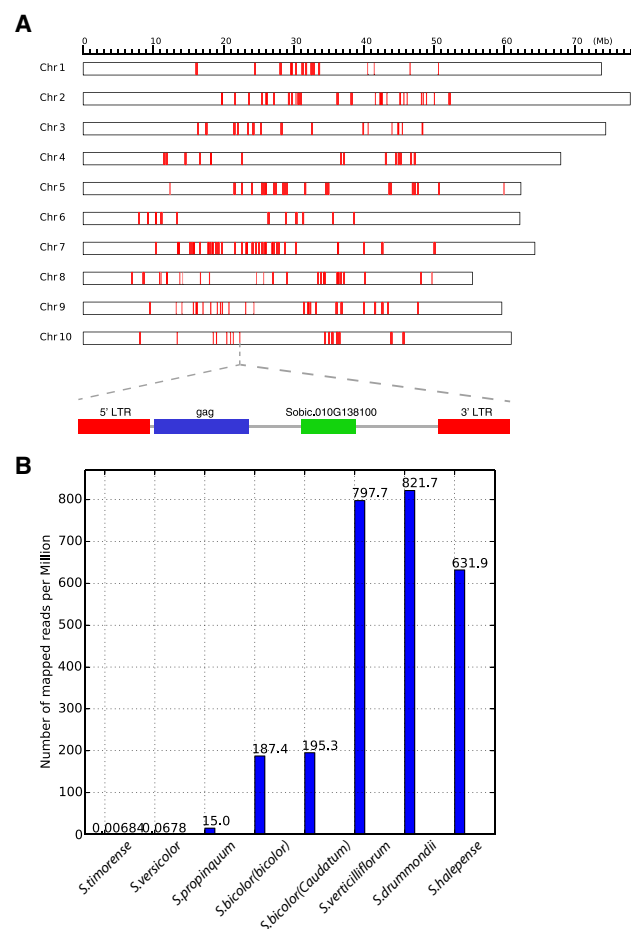 A
0 10 20 30 40 50 60 70 (Mb)
Chr 1
Chr 2
Chr 3
Chr 4
Chr 5
Chr 6
Chr 7
Chr 8
Chr 9
Chr 10
5' LTR gag Sobic.010G138100 3' LTR
B
Number of mapped reads per Million
800
700
600
500
400
300
200
100
0
0.00684 0.0678 15.0 187.4 195.3 797.7 821.7 631.9
S.timorense
S.versicolor
S.propinquum
S.bicolor(bicolor)
S.bicolor(Caudatum)
S.verticilliflorum
S.drummondii
S.halepense